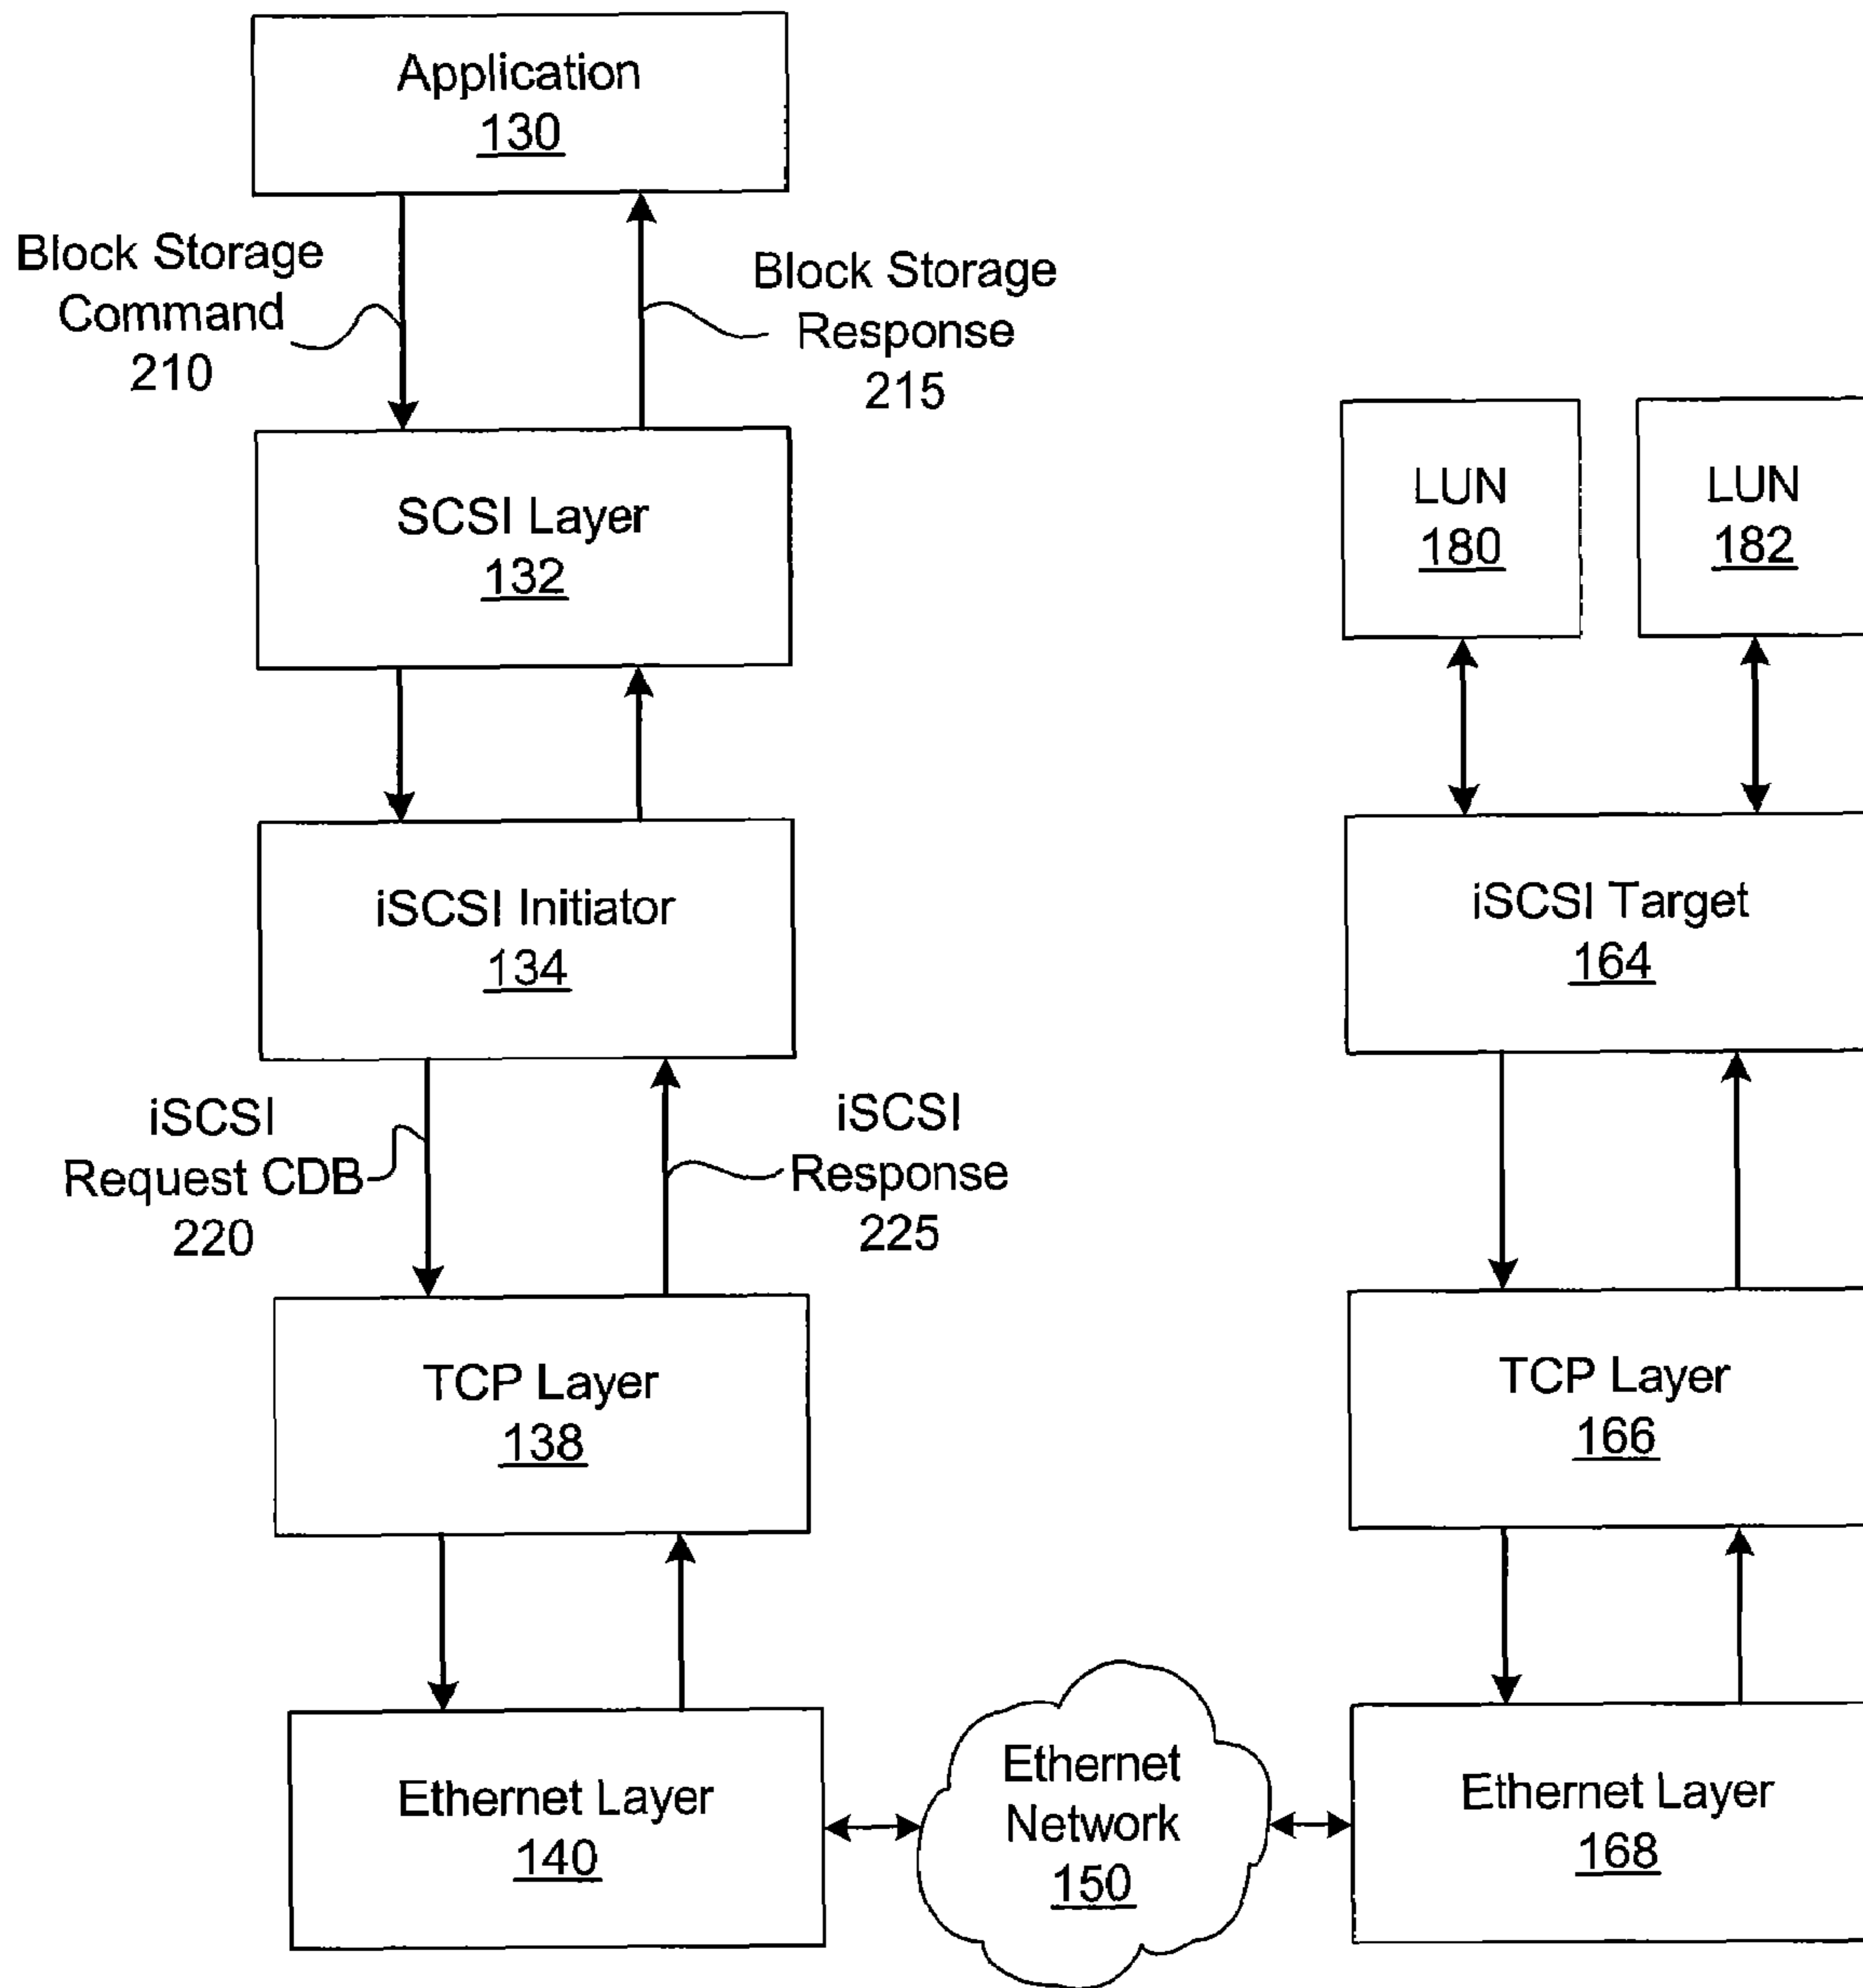 Application
130
Block Storage
Command
210
Block Storage
Response
215
SCSI Layer
132
LUN
180
LUN
182
iSCSI Initiator
134
iSCSI Target
164
iSCSI
Request CDB
220
iSCSI
Response
225
TCP Layer
138
TCP Layer
166
Ethernet Layer
140
Ethernet
Network
150
Ethernet Layer
168